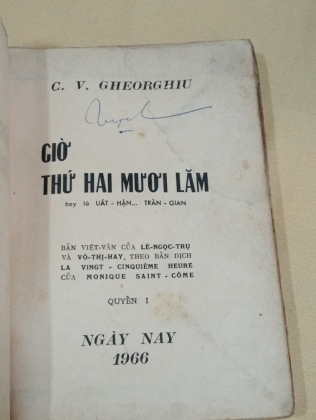 C. V. GHEORGHIU
GIỜ
THỨ HAI MƯƠI LĂM
hay là UẤT - HẬN... TRẦN - GIAN
BẢN VIỆT-VĂN CỦA LÊ-NGỌC-TRỤ
VÀ VÕ-THỊ-HAY, THEO BẢN DỊCH
LA VINGT - CINQUIÈME HEURE
CỦA MONIQUE SAINT - CÔME
QUYỂN I
NGÀY NAY
1966